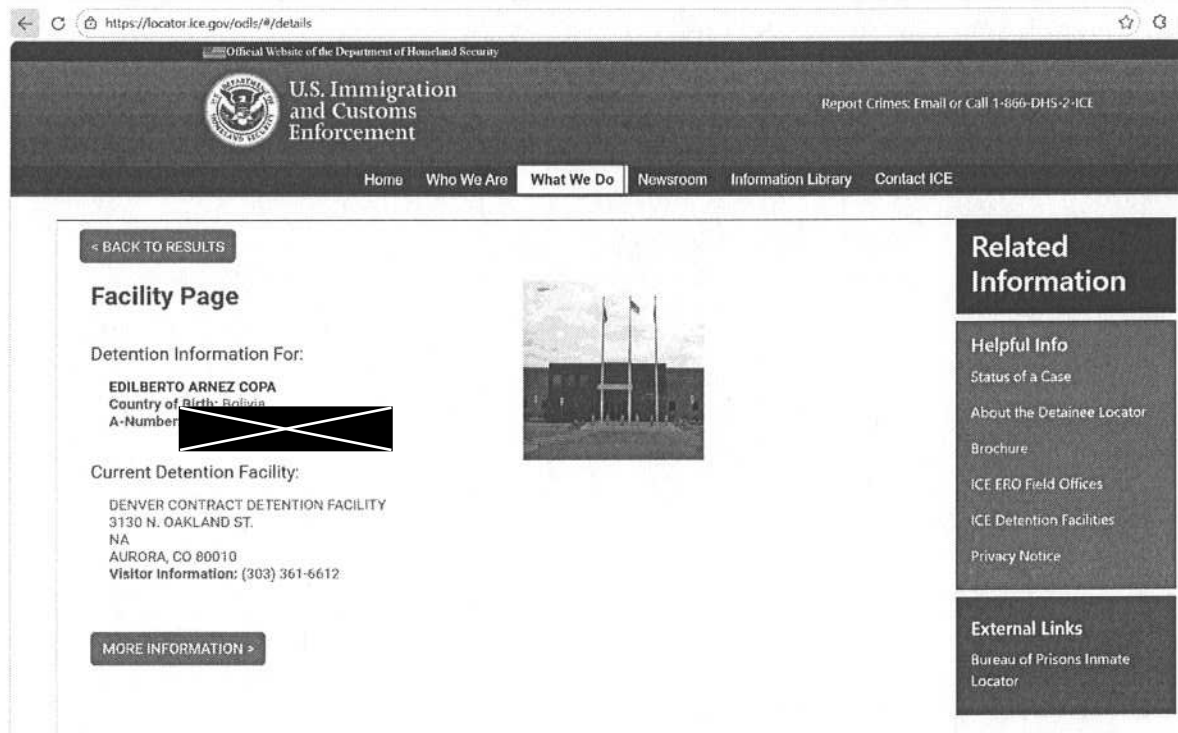 https://locator.ice.gov/odls/#/details
Official Website of the Department of Homeland Security
U.S. Immigration
and Customs
Enforcement
Report Crimes: Email or Call 1-866-DHS-2-ICE
Home Who We Are What We Do Newsroom Information Library Contact ICE
< BACK TO RESULTS
Facility Page
Detention Information For:
EDILBERTO ARNEZ COPA
Country of Birth: Bolivia
A-Number
Current Detention Facility:
DENVER CONTRACT DETENTION FACILITY
3130 N. OAKLAND ST.
NA
AURORA, CO 80010
Visitor Information: (303) 361-6612
MORE INFORMATION >
Related
Information
Helpful Info
Status of a Case
About the Detainee Locator
Brochure
ICE ERO Field Offices
ICE Detention Facilities
Privacy Notice
External Links
Bureau of Prisons Inmate
Locator